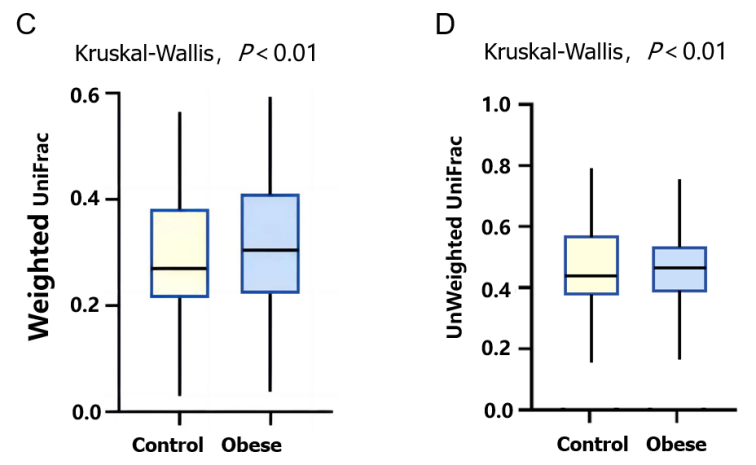 C
Kruskal-Wallis, P < 0.01
Weighted UniFrac
0.6
0.4
0.2
0.0
Control Obese
D
Kruskal-Wallis, P < 0.01
UnWeighted UniFrac
1.0
0.8
0.6
0.4
0.2
0.0
Control Obese